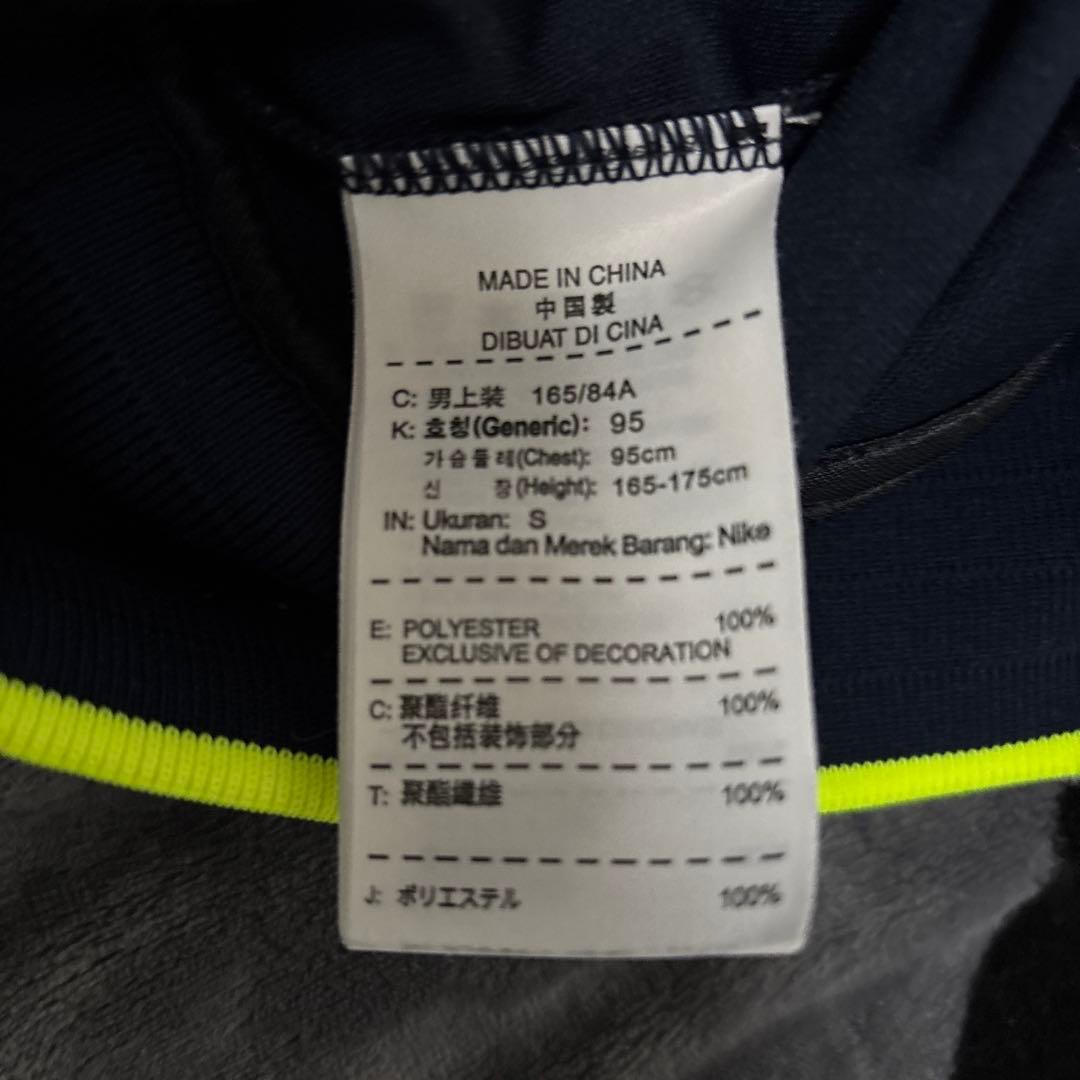 MADE IN CHINA
中国製
DIBUAT DI CINA
C: 男上装 165/84A
K: 호칭(Generic): 95
가슴둘레(Chest): 95cm
신 장(Height): 165-175cm
IN: Ukuran: S
Nama dan Merek Barang: Nike
E: POLYESTER 100%
EXCLUSIVE OF DECORATION
C: 聚酯纤维 100%
不包括装饰部分
T: 聚酯纖維 100%
J: ポリエステル 100%